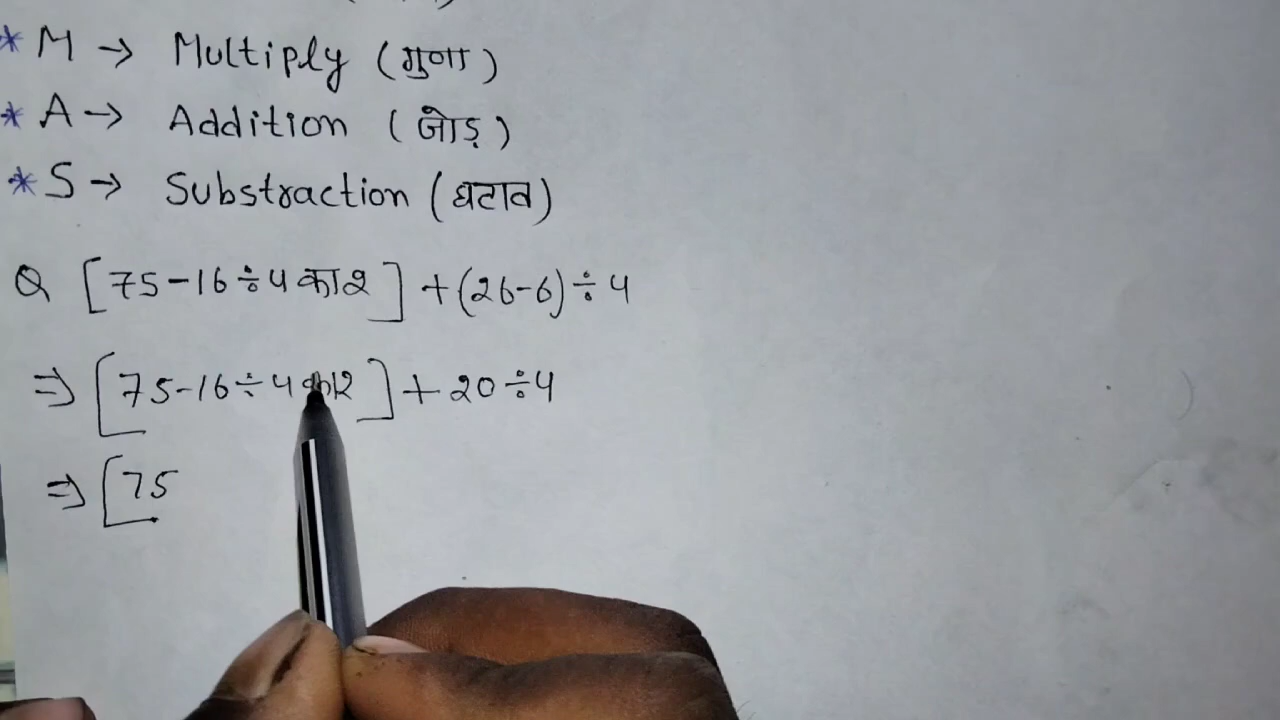 * M → Multiply (गुणा)
* A → Addition (जोड़)
* S → Substraction (घटाव)
Q [75-16÷4 का 2] + (26-6) ÷ 4
⇒ [75-16÷4 का 2] + 20 ÷ 4
⇒ [75